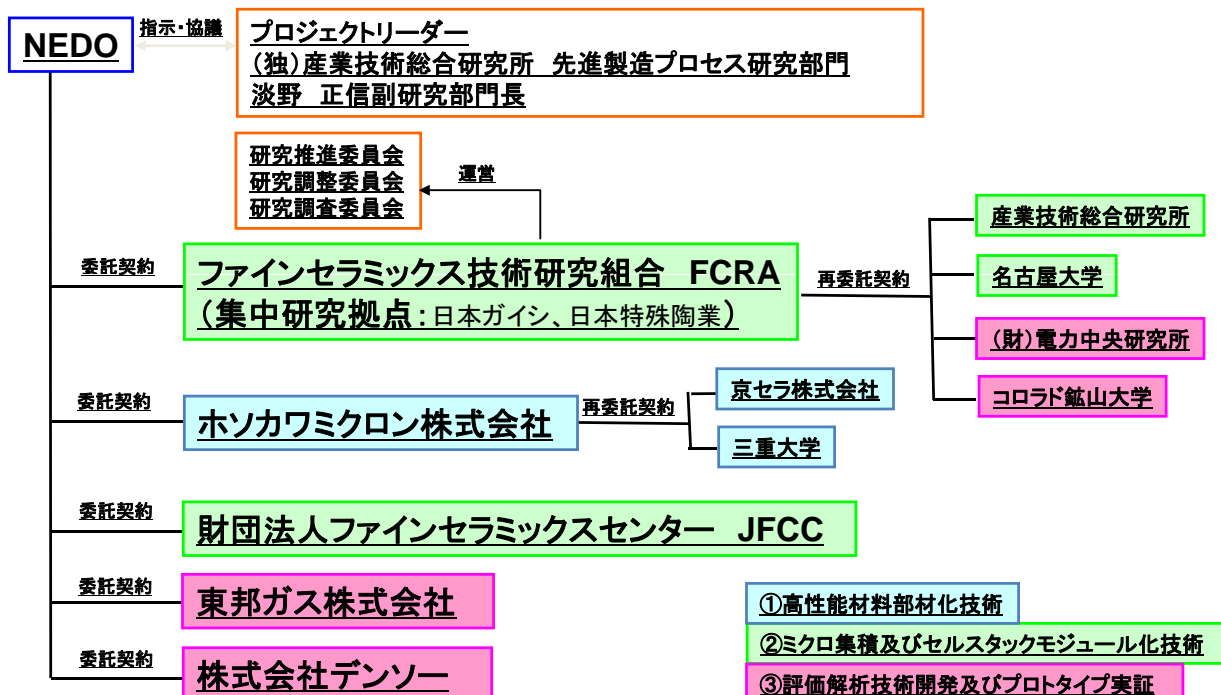 NEDO
指示・協議
プロジェクトリーダー
（独）産業技術総合研究所　先進製造プロセス研究部門
淡野　正信副研究部門長
研究推進委員会
研究調整委員会
研究調査委員会
運営
委託契約
ファインセラミックス技術研究組合　FCRA
（集中研究拠点：日本ガイシ、日本特殊陶業）
再委託契約
産業技術総合研究所
名古屋大学
（財）電力中央研究所
コロラド鉱山大学
委託契約
ホソカワミクロン株式会社
再委託契約
京セラ株式会社
三重大学
委託契約
財団法人ファインセラミックスセンター　JFCC
委託契約
東邦ガス株式会社
委託契約
株式会社デンソー
①高性能材料部材化技術
②ミクロ集積及びセルスタックモジュール化技術
③評価解析技術開発及びプロトタイプ実証